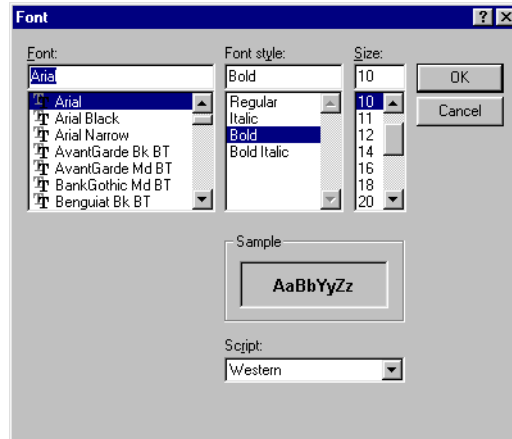 Font
? X
Font: Font style: Size:
Arial Bold 10 OK
Arial Regular 10 Cancel
Arial Black Italic 11
Arial Narrow Bold 12
AvantGarde Bk BT Bold Italic 14
AvantGarde Md BT 16
BankGothic Md BT 18
Benguiat Bk BT 20
Sample
AaBbYyZz
Script:
Western